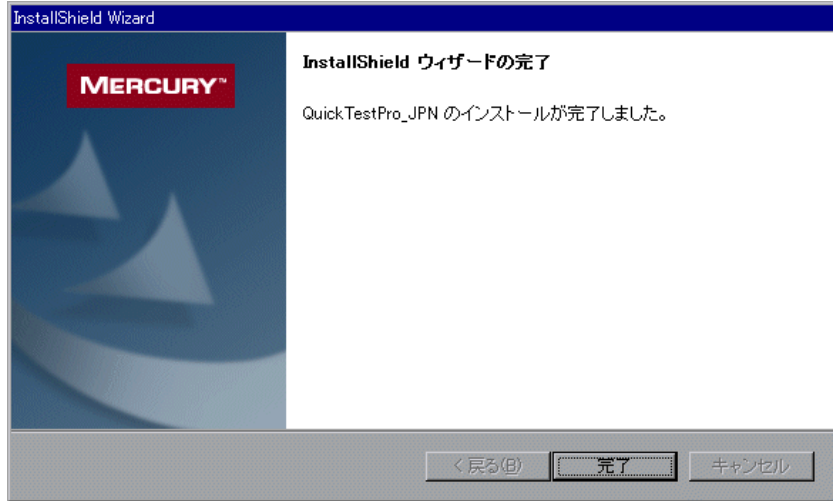 InstallShield Wizard
MERCURY™
InstallShield ウィザードの完了
QuickTestPro_JPN のインストールが完了しました。
< 戻る(B)
完了
キャンセル